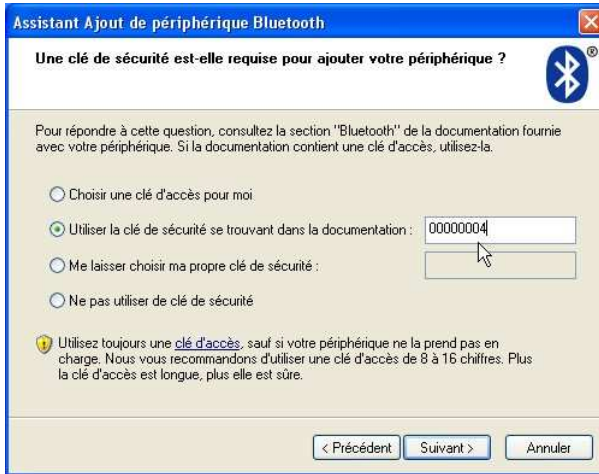 Assistant Ajout de périphérique Bluetooth
Une clé de sécurité est-elle requise pour ajouter votre périphérique ?
®
Pour répondre à cette question, consultez la section "Bluetooth" de la documentation fournie
avec votre périphérique. Si la documentation contient une clé d'accès, utilisez-la.
Choisir une clé d'accès pour moi
Utiliser la clé de sécurité se trouvant dans la documentation : 00000004
Me laisser choisir ma propre clé de sécurité :
Ne pas utiliser de clé de sécurité
Utilisez toujours une clé d'accès, sauf si votre périphérique ne la prend pas en
charge. Nous vous recommandons d'utiliser une clé d'accès de 8 à 16 chiffres. Plus
la clé d'accès est longue, plus elle est sûre.
< Précédent Suivant > Annuler